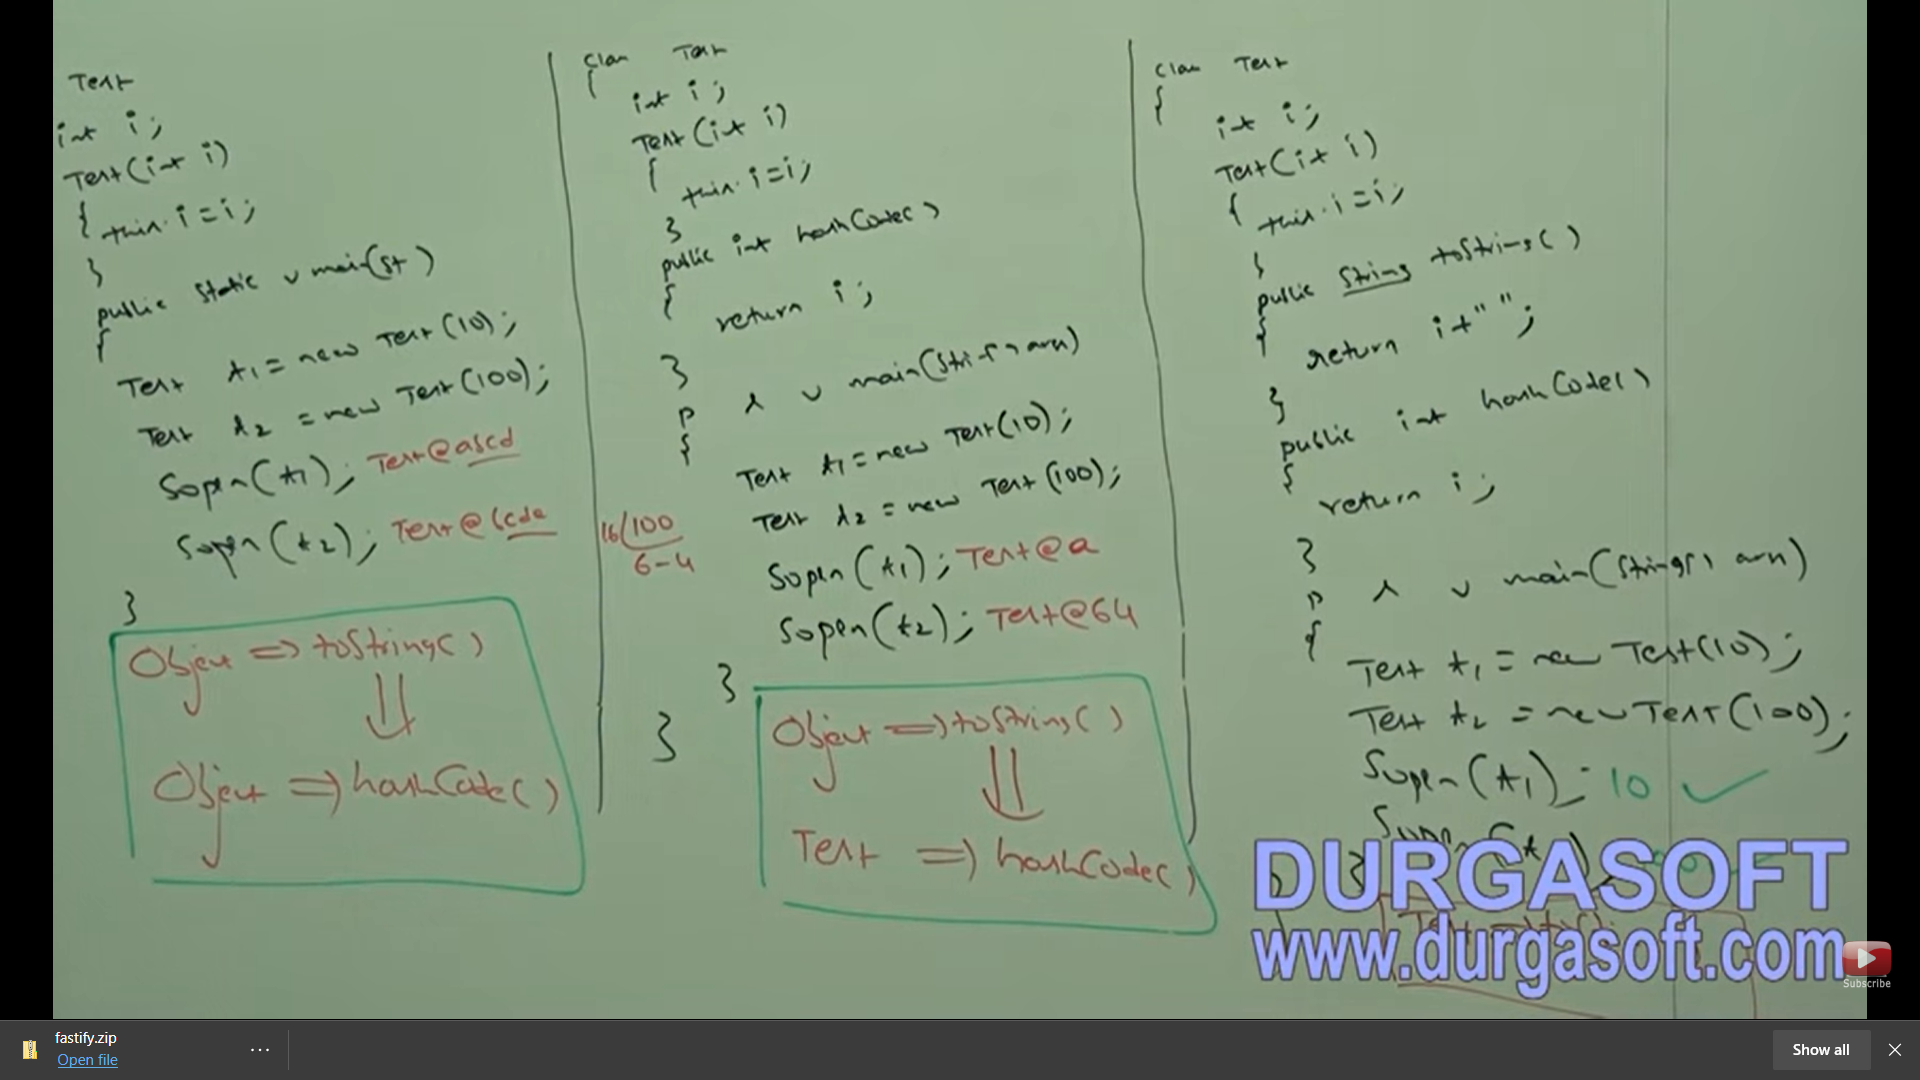 Test
int i;
Test(int i)
{ this.i=i;
}
public static v main(st )
{
Test t1 = new Test(10);
Test t2 = new Test(100);
Sopln(t1); Test@
Sopln(t2); Test@
}
Object => toString()
Object => hashCode()
class Test
{
int i;
Test(int i)
{
this.i=i;
}
public int hashCode()
{
return i;
}
p s v main(String[] args)
{
Test t1 = new Test(10);
Test t2 = new Test(100);
16/100
6-4
Sopln(t1); Test@a
Sopln(t2); Test@64
}
}
Object => toString()
Test => hashCode()
class Test
{
int i;
Test(int i)
{ this.i=i;
}
public String toString()
{
return i+"";
}
public int hashCode()
{
return i;
}
p s v main(String[] args)
{
Test t1 = new Test(10);
Test t2 = new Test(100);
Sopln(t1); 10 ✓
}
DURGASOFT
www.durgasoft.com
Subscribe
fastify.zip
Open file
...
Show all